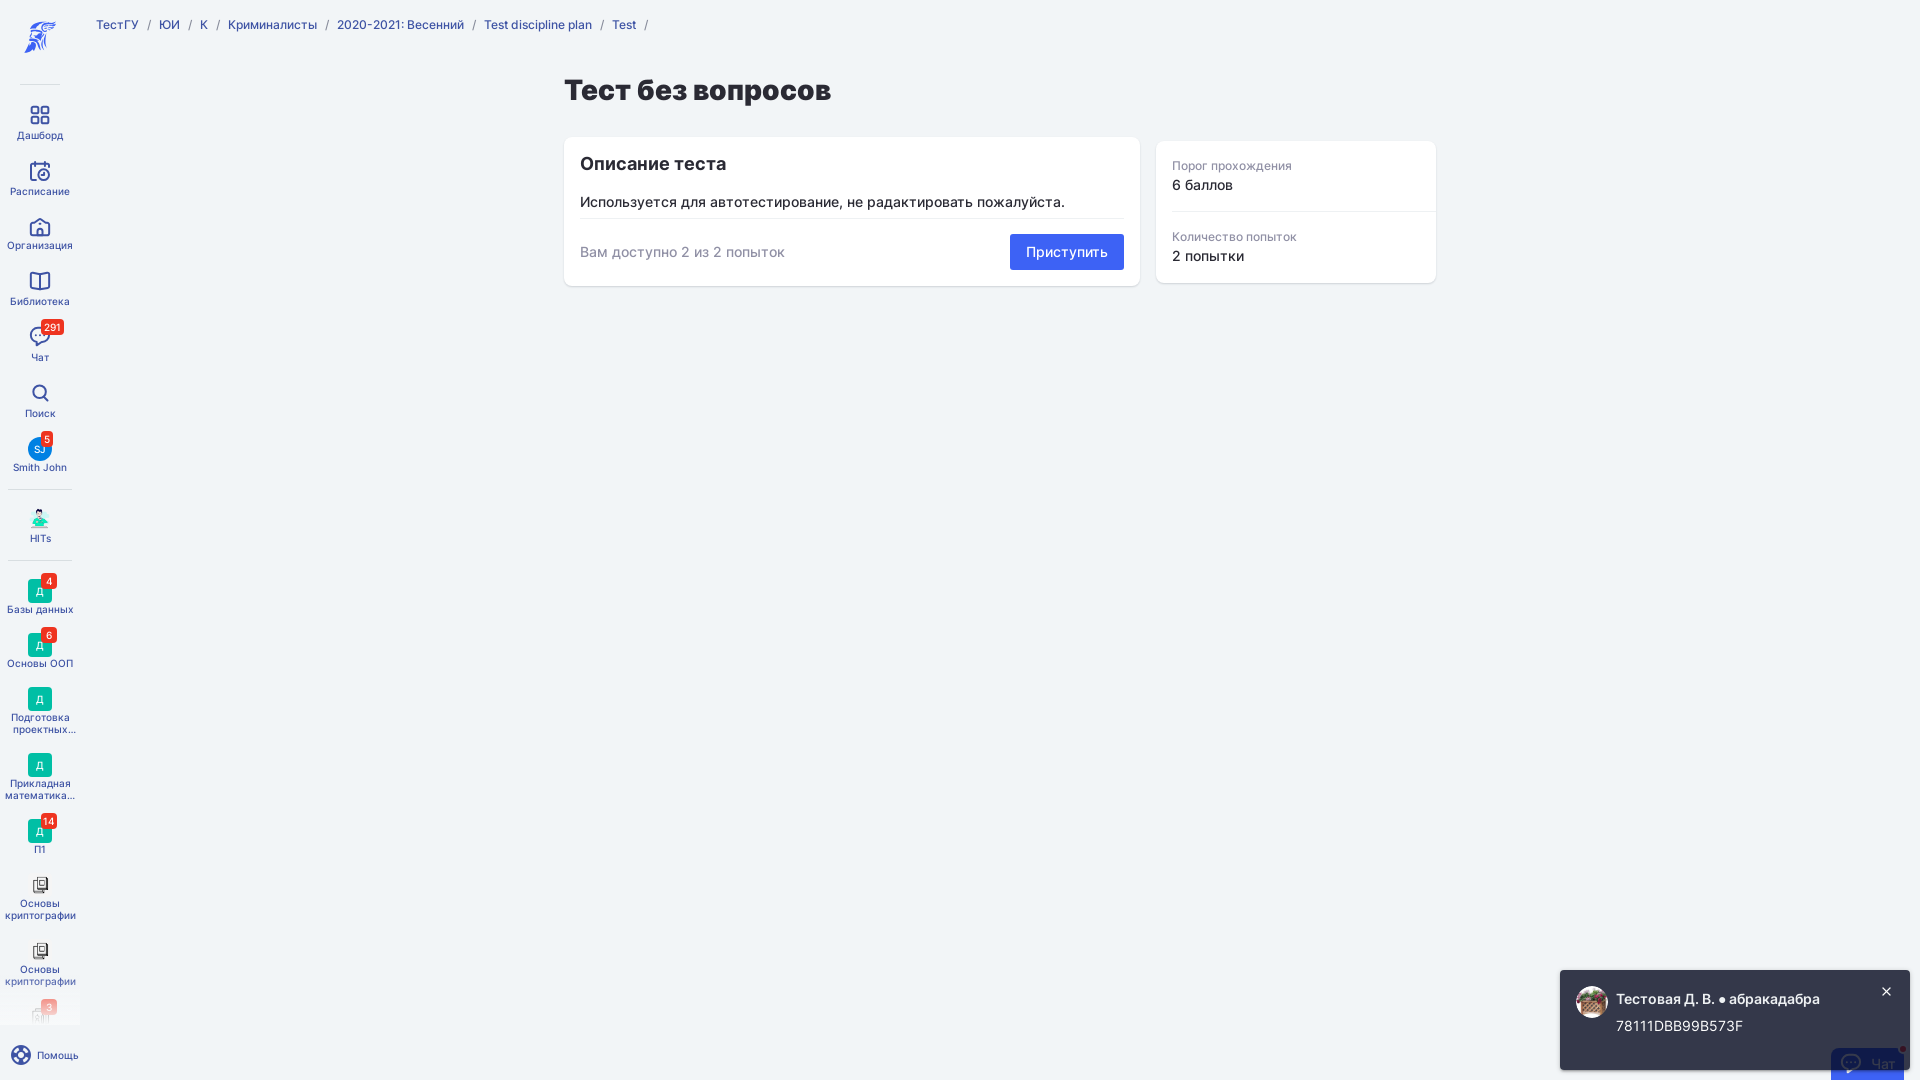 ТестГУ / ЮИ / К / Криминалисты / 2020-2021: Весенний / Test discipline plan / Test /
Тест без вопросов
Описание теста
Используется для автотестирование, не радактировать пожалуйста.
Вам доступно 2 из 2 попыток
Приступить
Порог прохождения
6 баллов
Количество попыток
2 попытки
Дашборд
Расписание
Организация
Библиотека
291
Чат
Поиск
5
SJ
Smith John
HITs
4
Д
Базы данных
6
Д
Основы ООП
Д
Подготовка
проектных...
Д
Прикладная
математика...
14
Д
П1
Основы
криптографии
Основы
криптографии
3
Помощь
Тестовая Д. В. ● абракадабра
78111DBB99B573F
Чат